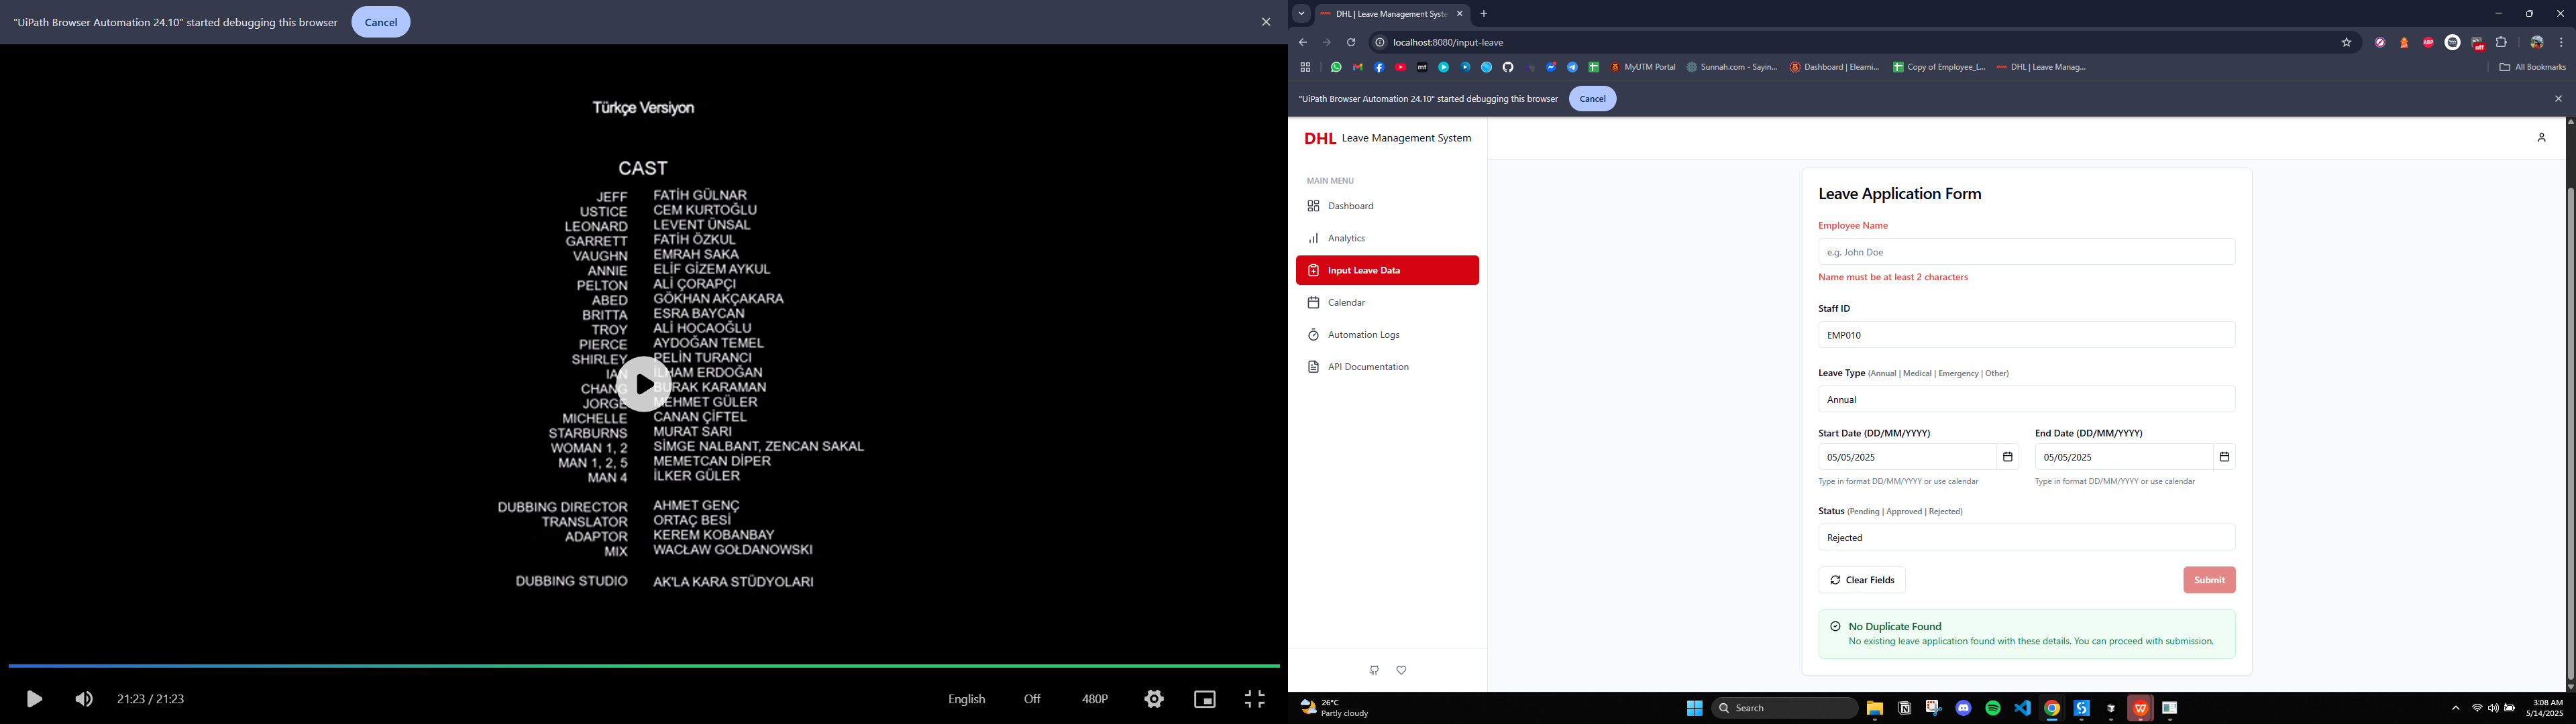 "UiPath Browser Automation 24.10" started debugging this browser
Cancel
Türkçe Versiyon
CAST
JEFF FATİH GÜLNAR
USTICE CEM KURTOĞLU
LEONARD LEVENT ÜNSAL
GARRETT FATİH ÖZKUL
VAUGHN EMRAH SAKA
ANNIE ELİF GİZEM AYKUL
PELTON ALİ ÇORAPÇI
ABED GÖKHAN AKÇAKARA
BRITTA ESRA BAYCAN
TROY ALİ HOCAOĞLU
PIERCE AYDOĞAN TEMEL
SHIRLEY PELİN TURANCI
IAN İLHAM ERDOĞAN
CHANG BURAK KARAMAN
JORGE MEHMET GÜLER
MICHELLE CANAN ÇİFTEL
STARBURNS MURAT SARI
WOMAN 1, 2 SİMGE NALBANT, ZENCAN SAKAL
MAN 1, 2, 5 MEMETCAN DİPER
MAN 4 İLKER GÜLER
DUBBING DIRECTOR AHMET GENÇ
TRANSLATOR ORTAÇ BESİ
ADAPTOR KEREM KOBANBAY
MIX WACŁAW GOŁDANOWSKI
DUBBING STUDIO AK'LA KARA STÜDYOLARI
21:23 / 21:23
English
Off
480P
DHL | Leave Management Syste
localhost:8080/input-leave
ABP
off
mt
MyUTM Portal
Sunnah.com - Sayin...
Dashboard | Elearni...
Copy of Employee_L...
DHL | Leave Manag...
All Bookmarks
"UiPath Browser Automation 24.10" started debugging this browser
Cancel
DHL Leave Management System
MAIN MENU
Dashboard
Analytics
Input Leave Data
Calendar
Automation Logs
API Documentation
Leave Application Form
Employee Name
e.g. John Doe
Name must be at least 2 characters
Staff ID
EMP010
Leave Type (Annual | Medical | Emergency | Other)
Annual
Start Date (DD/MM/YYYY)
05/05/2025
Type in format DD/MM/YYYY or use calendar
End Date (DD/MM/YYYY)
05/05/2025
Type in format DD/MM/YYYY or use calendar
Status (Pending | Approved | Rejected)
Rejected
Clear Fields
Submit
No Duplicate Found
No existing leave application found with these details. You can proceed with submission.
26°C
Partly cloudy
Search
3:08 AM
5/14/2025